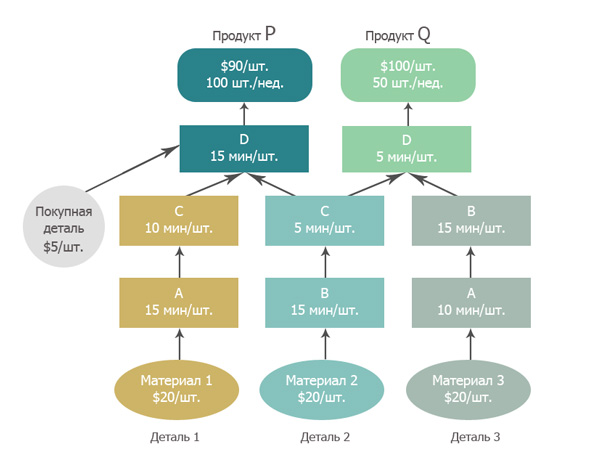 Продукт P
Продукт Q
$90/шт.
100 шт./нед.
$100/шт.
50 шт./нед.
D
15 мин/шт.
D
5 мин/шт.
Покупная
деталь
$5/шт.
C
10 мин/шт.
C
5 мин/шт.
B
15 мин/шт.
A
15 мин/шт.
B
15 мин/шт.
A
10 мин/шт.
Материал 1
$20/шт.
Материал 2
$20/шт.
Материал 3
$20/шт.
Деталь 1
Деталь 2
Деталь 3